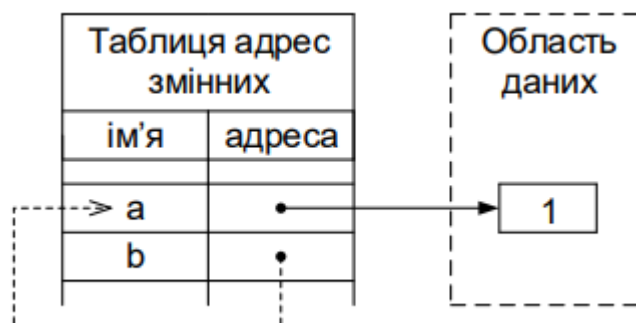 Таблиця адрес
змінних
ім’я адреса
a
b
Область
даних
1